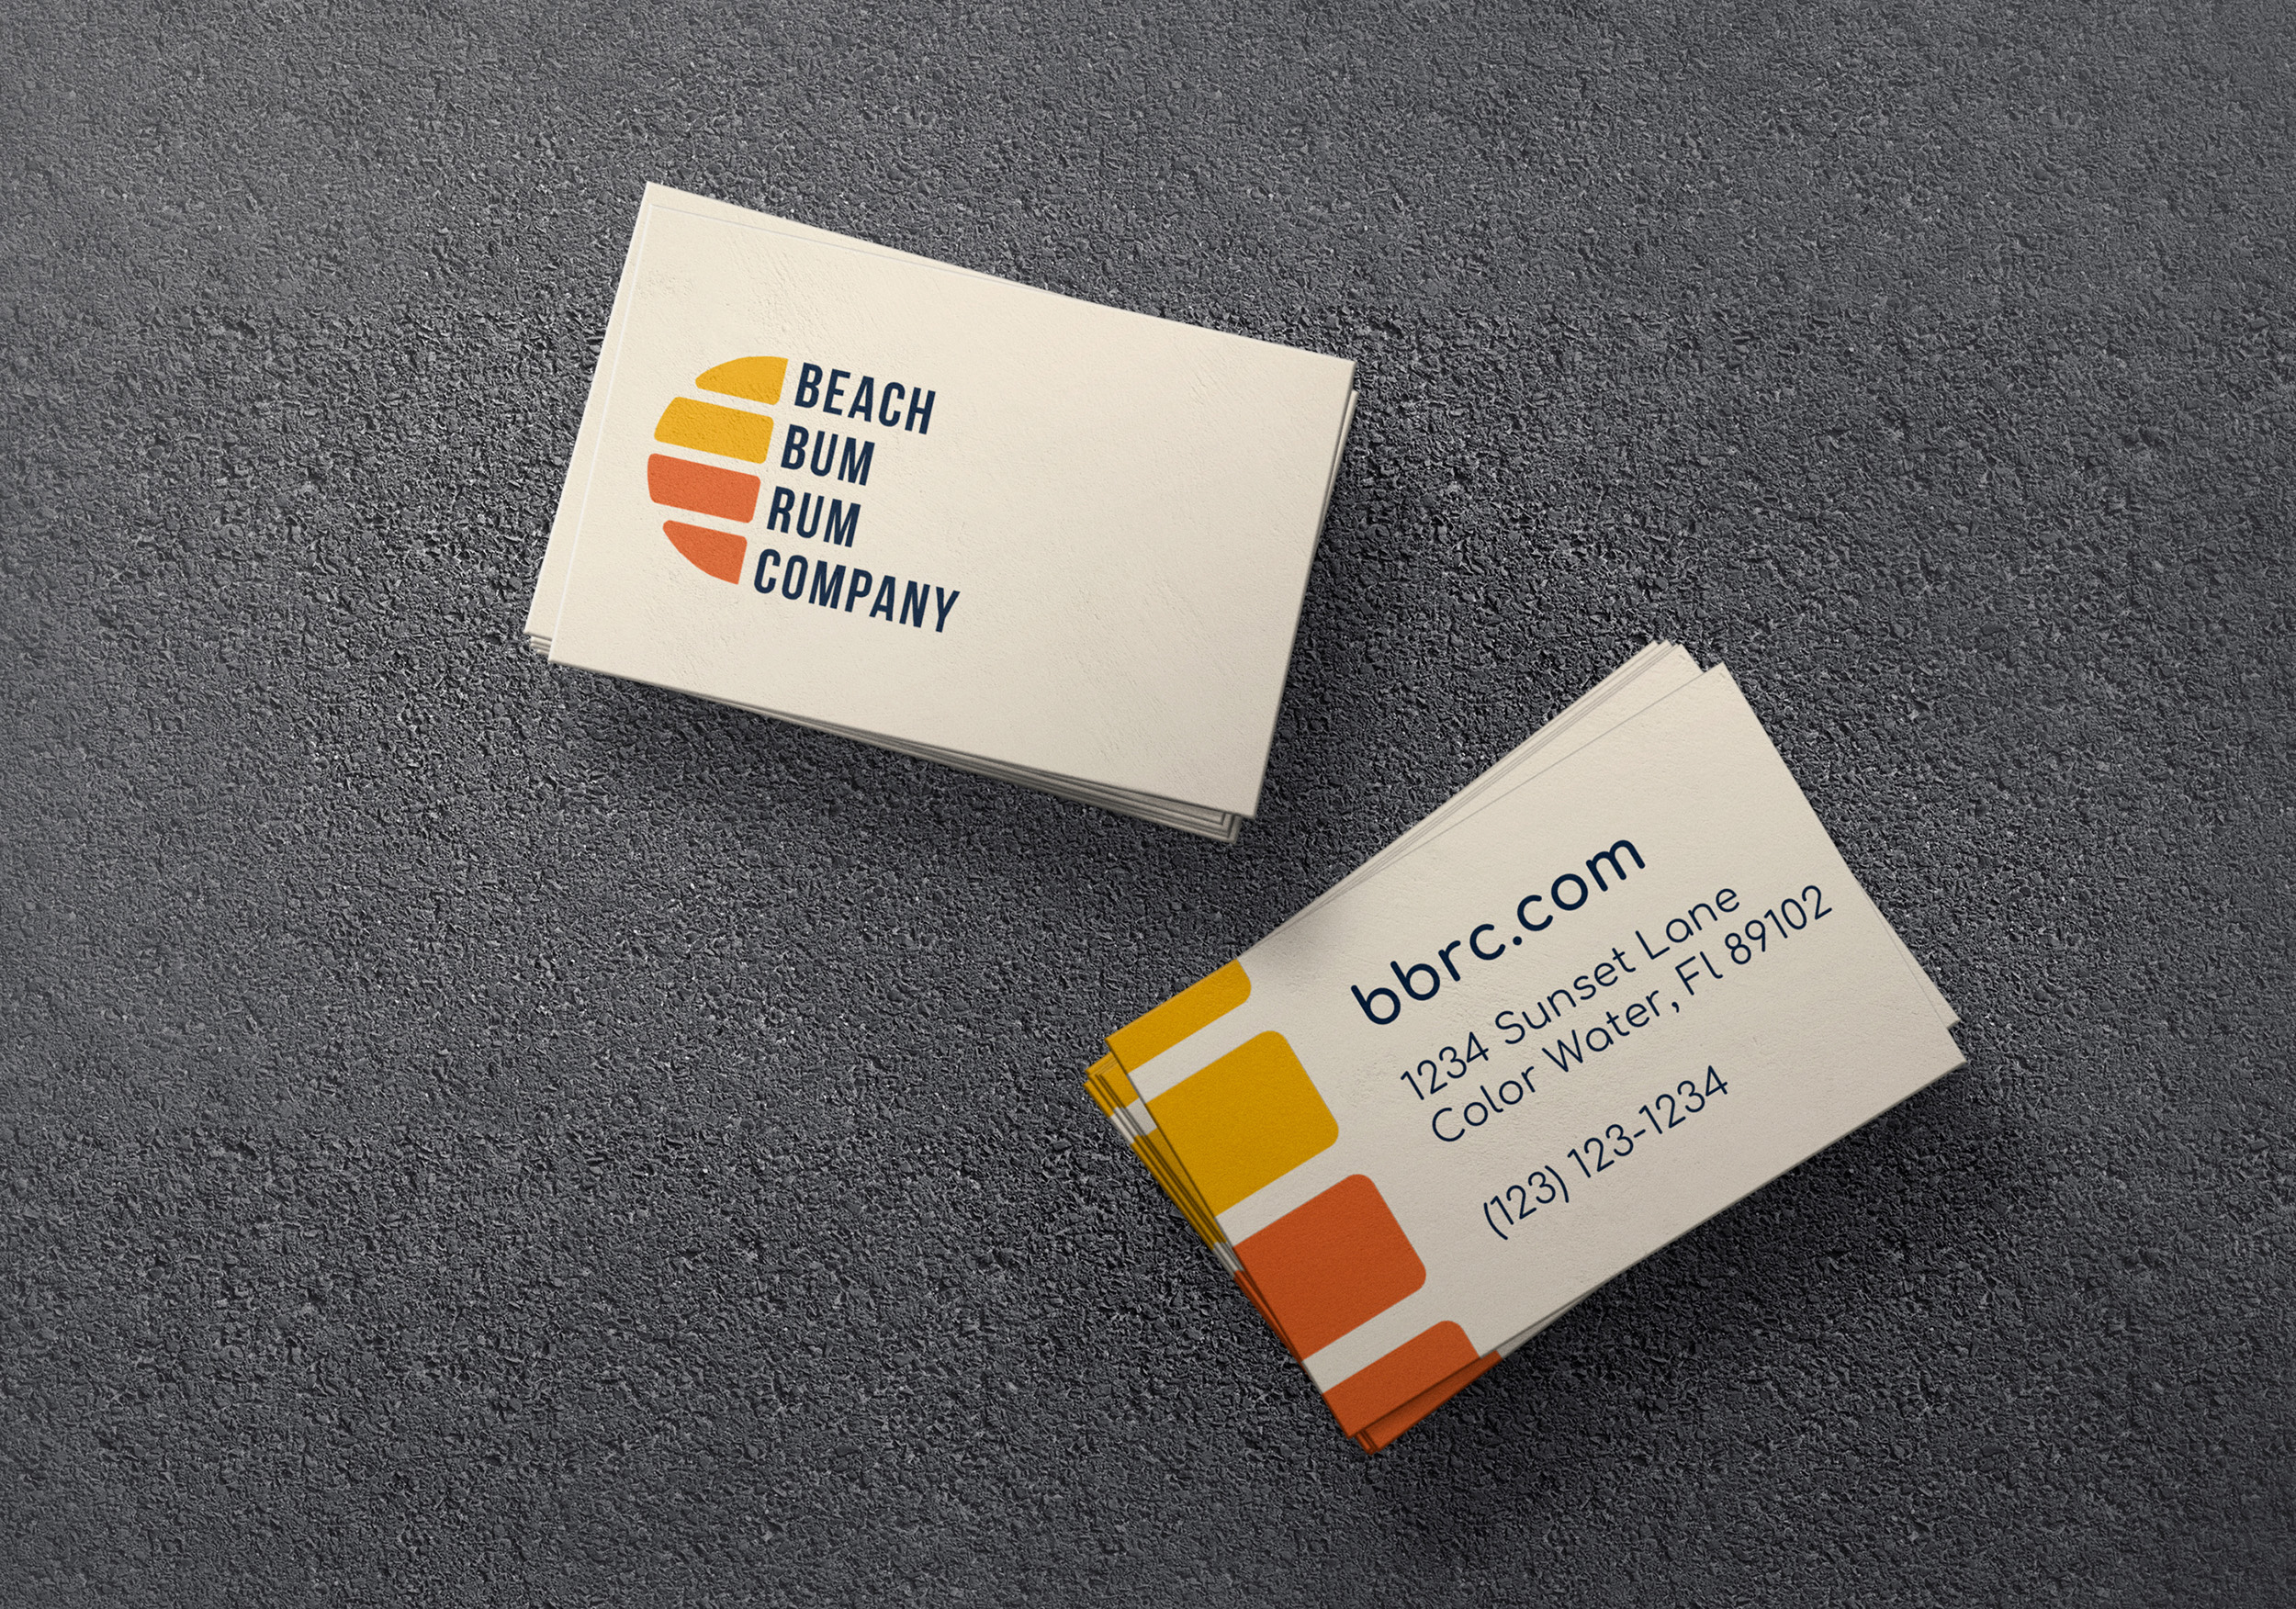 BEACH
BUM
RUM
COMPANY
bbrc.com
1234 Sunset Lane
Color Water, Fl 89102
(123) 123-1234